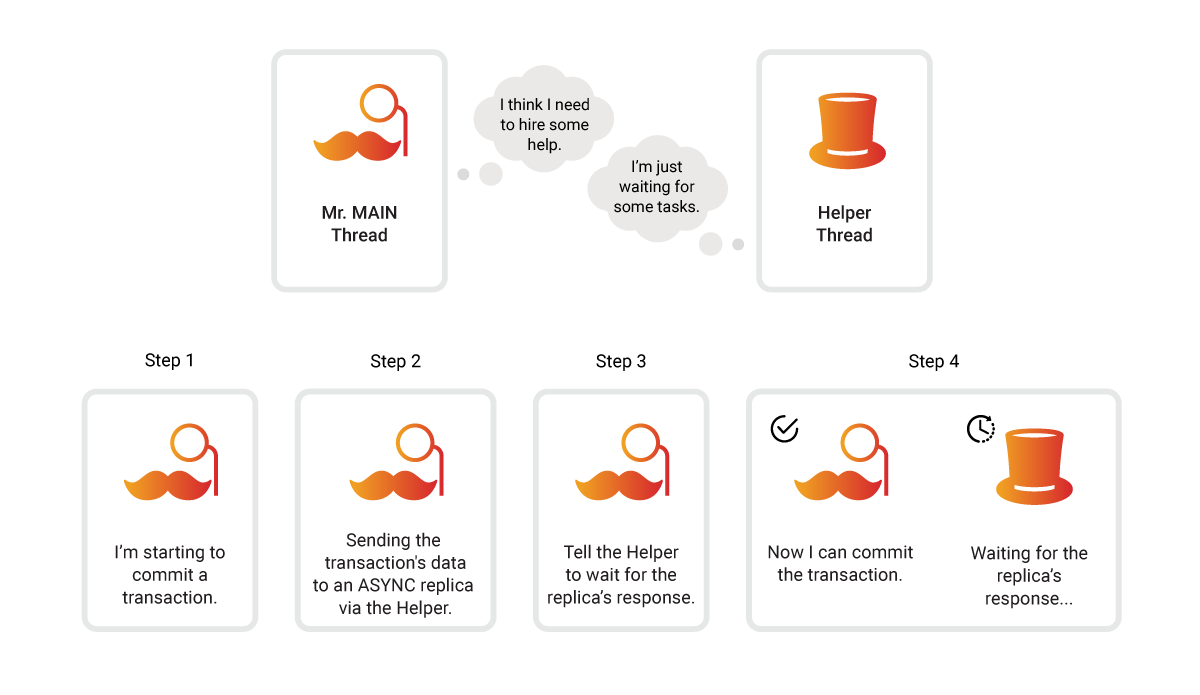 I think I need
to hire some
help.
I’m just
waiting for
some tasks.
Mr. MAIN
Thread
Helper
Thread
Step 1
Step 2
Step 3
Step 4
I’m starting to
commit a
transaction.
Sending the
transaction's data
to an ASYNC replica
via the Helper.
Tell the Helper
to wait for the
replica’s response.
Now I can commit
the transaction.
Waiting for the
replica’s
response...